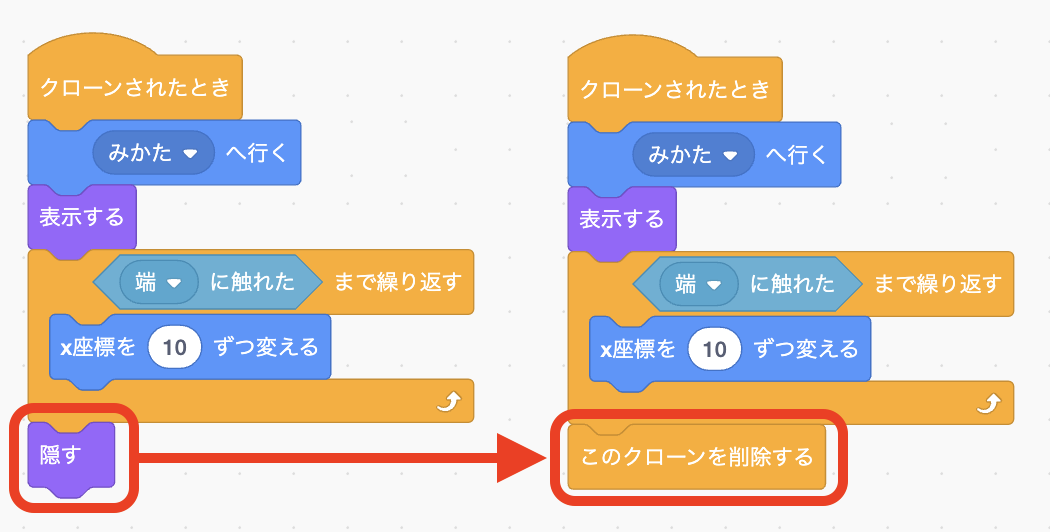 クローンされたとき
みかた へ行く
表示する
端 に触れた まで繰り返す
x座標を 10 ずつ変える
隠す
クローンされたとき
みかた へ行く
表示する
端 に触れた まで繰り返す
x座標を 10 ずつ変える
このクローンを削除する